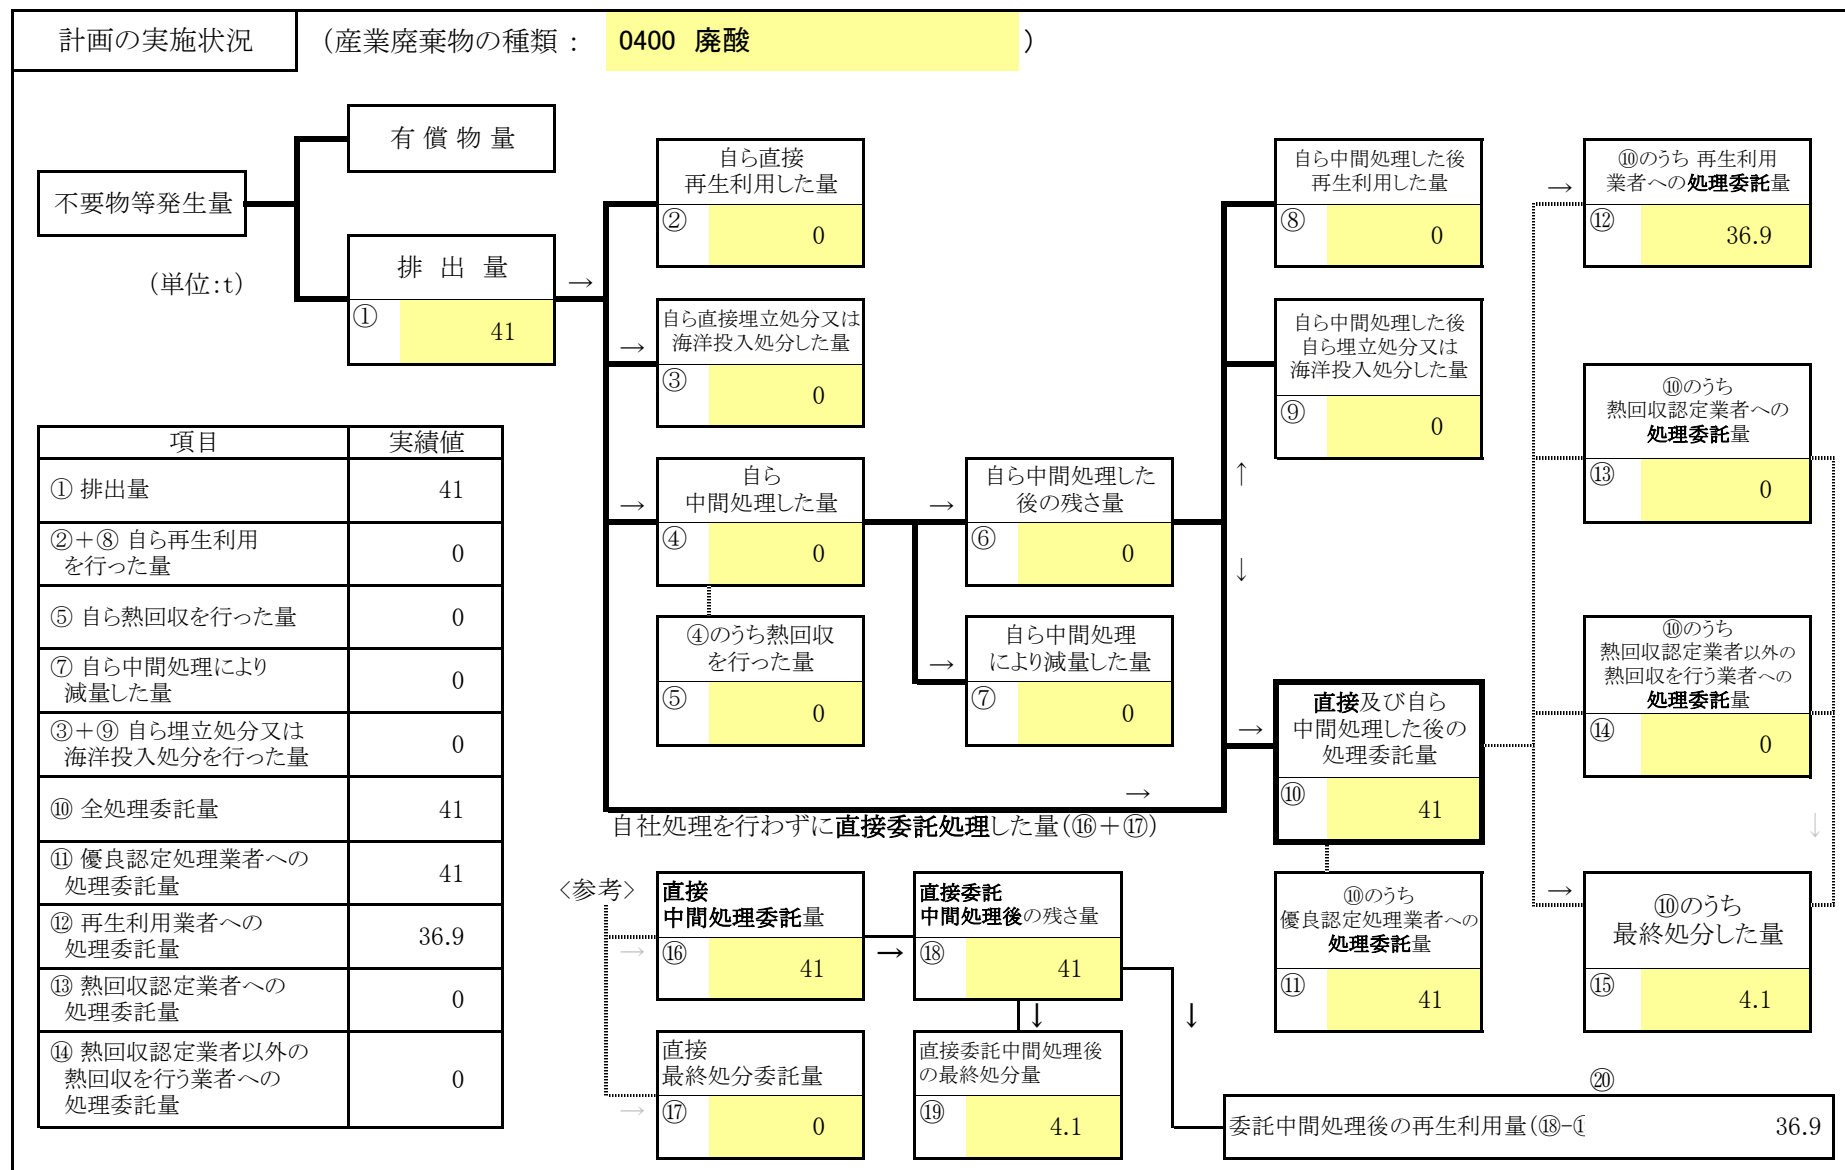 計画の実施状況
(産業廃棄物の種類： 0400 廃酸 )
有償物量
不要物等発生量
(単位:t)
排出量
→
①
41
自ら直接
再生利用した量
②
0
自ら直接埋立処分又は
海洋投入処分した量
→
③
0
自ら
中間処理した量
→
④
0
④のうち熱回収
を行った量
⑤
0
自ら中間処理した
後の残さ量
→
⑥
0
自ら中間処理
により減量した量
→
⑦
0
自ら中間処理した後
再生利用した量
⑧
0
自ら中間処理した後
自ら埋立処分又は
海洋投入処分した量
⑨
0
↑
↓
直接及び自ら
中間処理した後の
処理委託量
→
⑩
41
→
自社処理を行わずに直接委託処理した量(⑯＋⑰)
⑩のうち
優良認定処理業者への
処理委託量
⑪
41
⑩のうち 再生利用
業者への処理委託量
→
⑫
36.9
⑩のうち
熱回収認定業者への
処理委託量
⑬
0
⑩のうち
熱回収認定業者以外の
熱回収を行う業者への
処理委託量
⑭
0
↓
⑩のうち
最終処分した量
→
⑮
4.1
〈参考〉
直接
中間処理委託量
→
⑯
41
直接
最終処分委託量
→
⑰
0
直接委託
中間処理後の残さ量
→
⑱
41
↓
直接委託中間処理後
の最終処分量
⑲
4.1
↓
⑳
委託中間処理後の再生利用量(⑱-
36.9
項目 実績値
① 排出量 41
②＋⑧ 自ら再生利用
を行った量 0
⑤ 自ら熱回収を行った量 0
⑦ 自ら中間処理により
減量した量 0
③＋⑨ 自ら埋立処分又は
海洋投入処分を行った量 0
⑩ 全処理委託量 41
⑪ 優良認定処理業者への
処理委託量 41
⑫ 再生利用業者への
処理委託量 36.9
⑬ 熱回収認定業者への
処理委託量 0
⑭ 熱回収認定業者以外の
熱回収を行う業者への
処理委託量 0